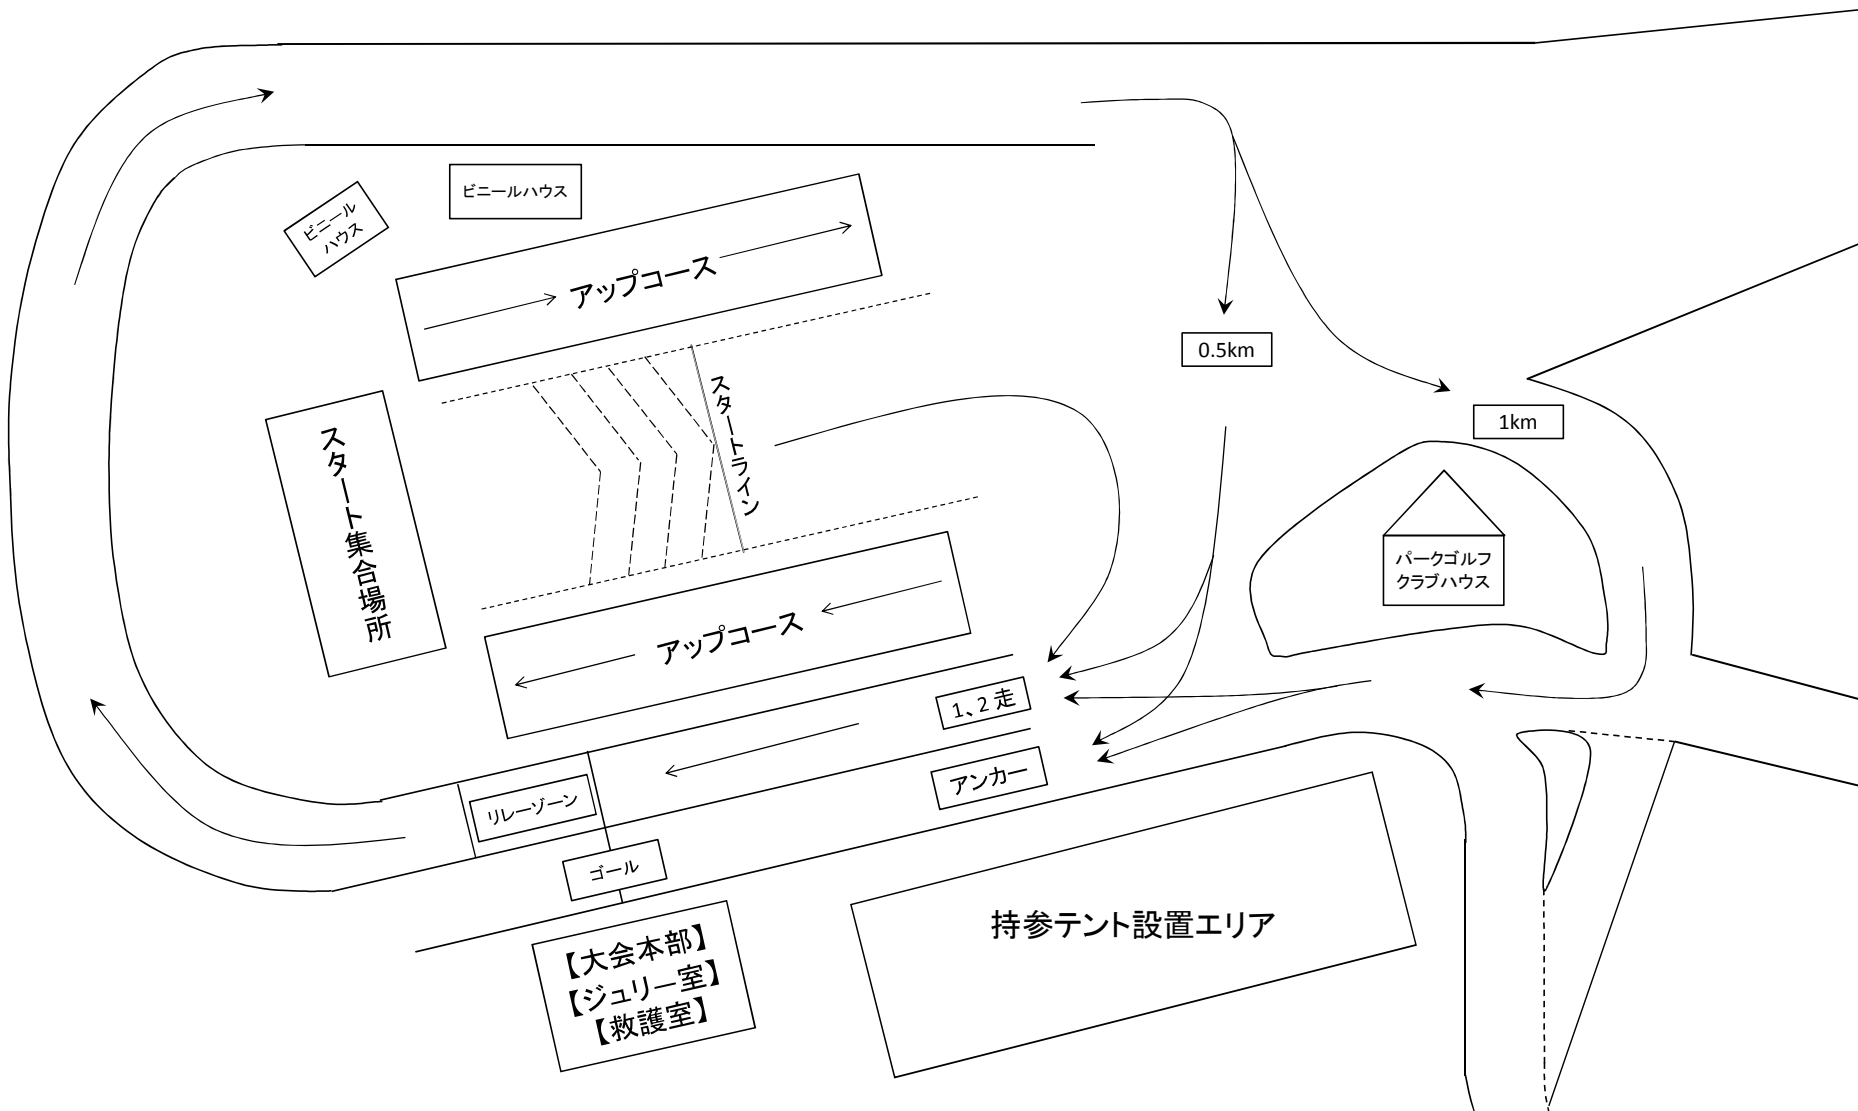 ビニールハウス
ビニール
ハウス
アップコース
スタートライン
0.5km
1km
スタート集合場所
パークゴルフ
クラブハウス
アップコース
1、2 走
アンカー
リレーゾーン
ゴール
持参テント設置エリア
【大会本部】
【ジュリー室】
【救護室】